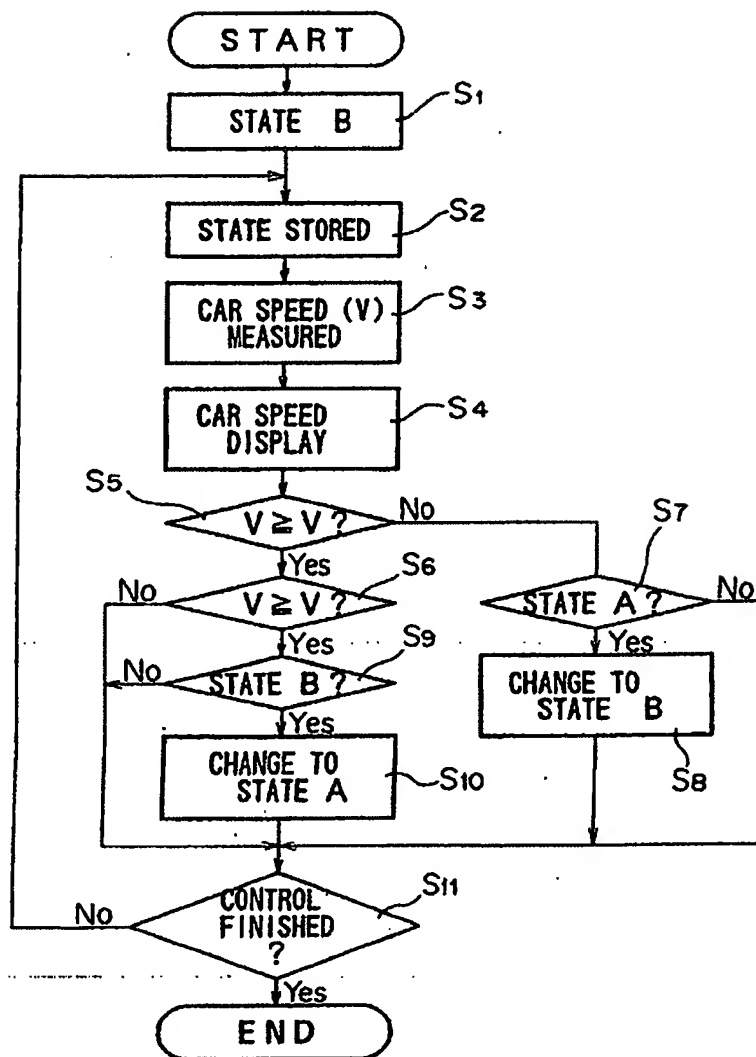 START
STATE B
S1
STATE STORED
S2
CAR SPEED (V)
MEASURED
S3
CAR SPEED
DISPLAY
S4
S5
V ≧ V ?
No
Yes
S6
No
V ≧ V ?
Yes
S7
STATE A ?
No
Yes
S9
No
STATE B ?
Yes
CHANGE TO
STATE B
S8
CHANGE TO
STATE A
S10
CONTROL
FINISHED
?
S11
No
Yes
END